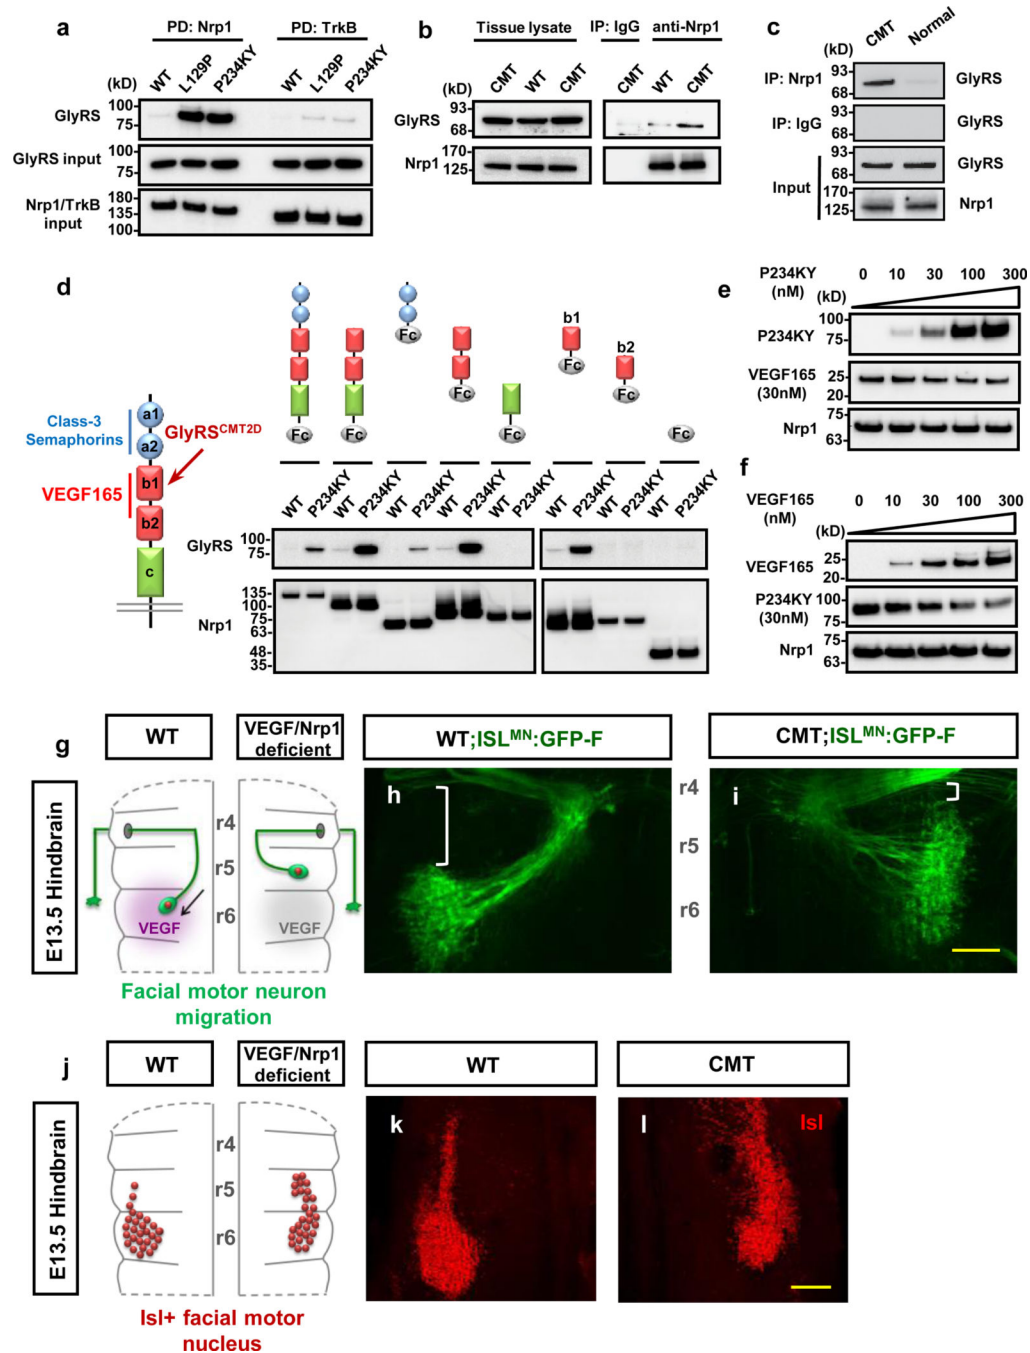 a
PD: Nrp1
PD: TrkB
(kD)
WT
L129P
P234KY
WT
L129P
P234KY
GlyRS
100
75
GlyRS input
100
75
Nrp1/TrkB
input
180
135
100
b
Tissue lysate
IP: IgG
anti-Nrp1
(kD)
CMT
WT
CMT
CMT
WT
CMT
GlyRS
93
68
Nrp1
170
125
c
CMT
Normal
(kD)
IP: Nrp1
93
68
GlyRS
IP: IgG
GlyRS
Input
93
68
GlyRS
170
125
Nrp1
d
Class-3
Semaphorins
GlyRS^CMT2D
VEGF165
a1
a2
b1
b2
c
Fc
Fc
Fc
Fc
Fc
b1
Fc
b2
Fc
Fc
WT
P234KY
WT
P234KY
WT
P234KY
WT
P234KY
WT
P234KY
WT
P234KY
WT
P234KY
WT
P234KY
GlyRS
100
75
Nrp1
135
100
75
63
48
35
e
P234KY
(nM)
0 10 30 100 300
(kD)
P234KY
100
75
VEGF165
(30nM)
25
20
Nrp1
75
63
f
VEGF165
(nM)
0 10 30 100 300
(kD)
VEGF165
25
20
P234KY
(30nM)
100
75
Nrp1
75
63
g
WT
VEGF/Nrp1
deficient
WT;ISL^MN:GFP-F
CMT;ISL^MN:GFP-F
E13.5 Hindbrain
r4
r5
r6
VEGF
VEGF
h
r4
r5
r6
i
Facial motor neuron
migration
j
WT
VEGF/Nrp1
deficient
WT
CMT
E13.5 Hindbrain
r4
r5
r6
k
l
Isl
Isl+ facial motor
nucleus